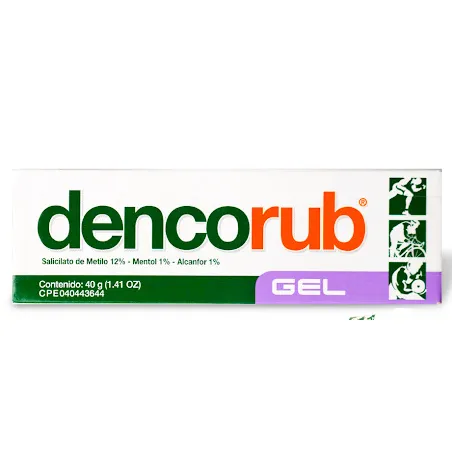 dencorub®
Salicilato de Metilo 12% - Mentol 1% - Alcanfor 1%
Contenido: 40 g (1.41 OZ)
CPE040443644
GEL